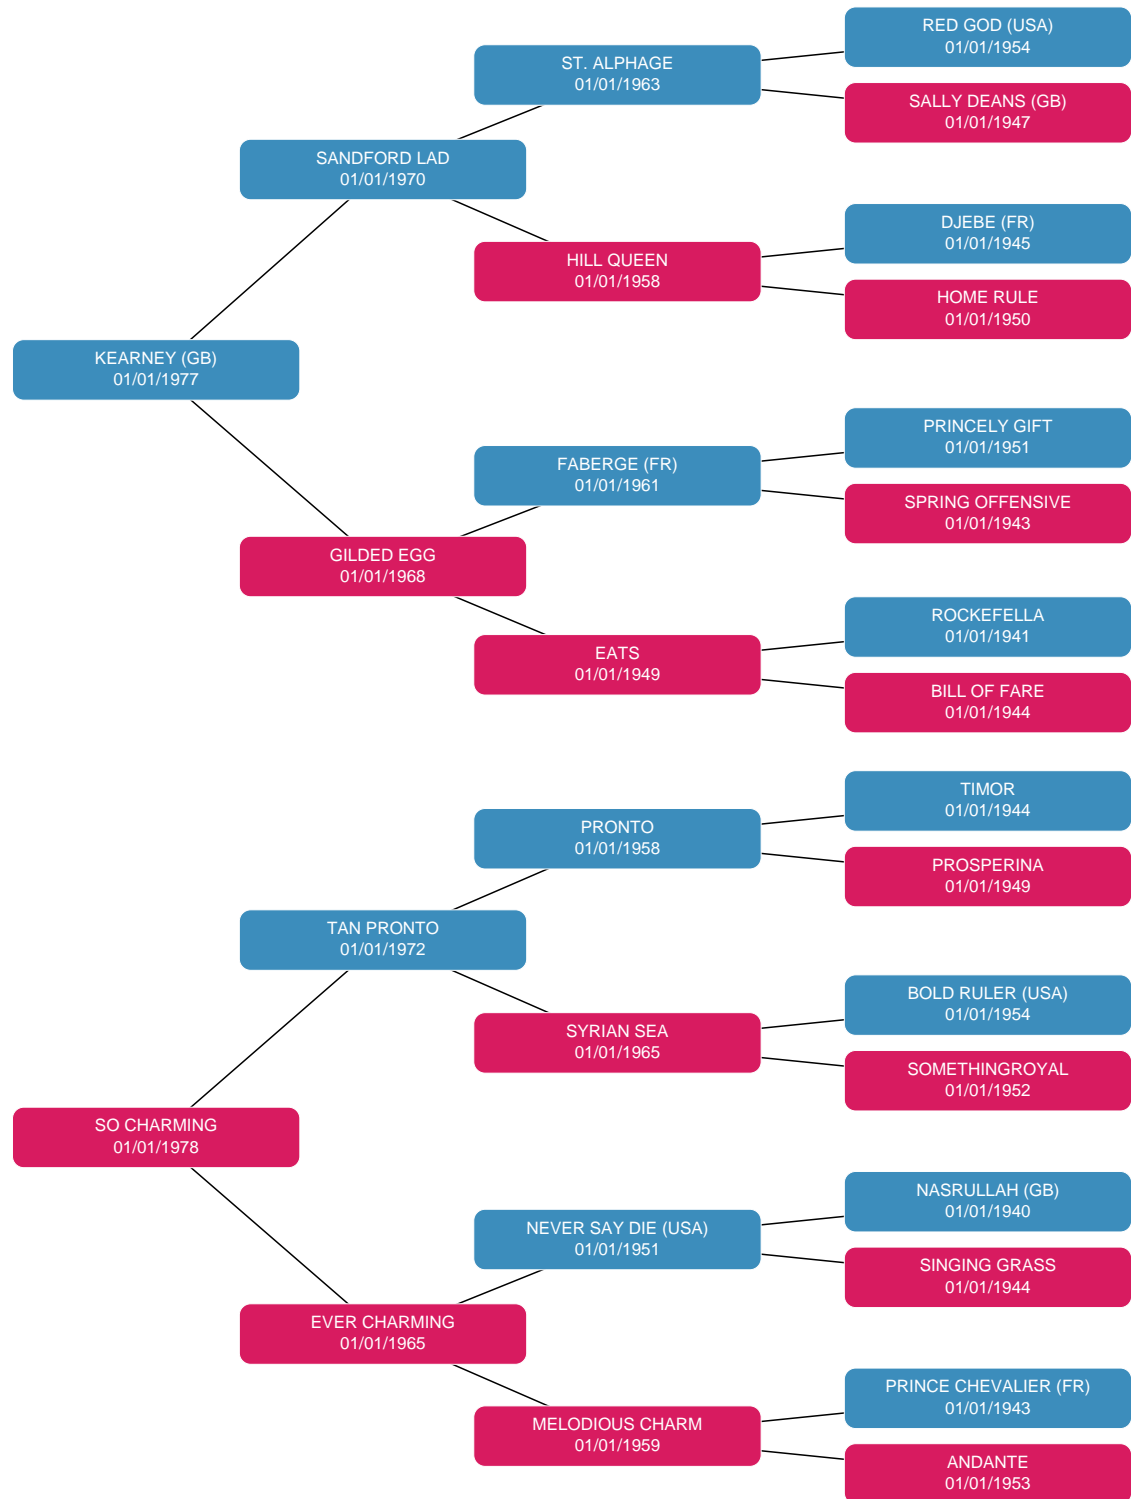 RED GOD (USA)
01/01/1954
ST. ALPHAGE
01/01/1963
SALLY DEANS (GB)
01/01/1947
SANDFORD LAD
01/01/1970
DJEBE (FR)
01/01/1945
HILL QUEEN
01/01/1958
HOME RULE
01/01/1950
KEARNEY (GB)
01/01/1977
PRINCELY GIFT
01/01/1951
FABERGE (FR)
01/01/1961
SPRING OFFENSIVE
01/01/1943
GILDED EGG
01/01/1968
ROCKEFELLA
01/01/1941
EATS
01/01/1949
BILL OF FARE
01/01/1944
TIMOR
01/01/1944
PRONTO
01/01/1958
PROSPERINA
01/01/1949
TAN PRONTO
01/01/1972
BOLD RULER (USA)
01/01/1954
SYRIAN SEA
01/01/1965
SOMETHINGROYAL
01/01/1952
SO CHARMING
01/01/1978
NASRULLAH (GB)
01/01/1940
NEVER SAY DIE (USA)
01/01/1951
SINGING GRASS
01/01/1944
EVER CHARMING
01/01/1965
PRINCE CHEVALIER (FR)
01/01/1943
MELODIOUS CHARM
01/01/1959
ANDANTE
01/01/1953